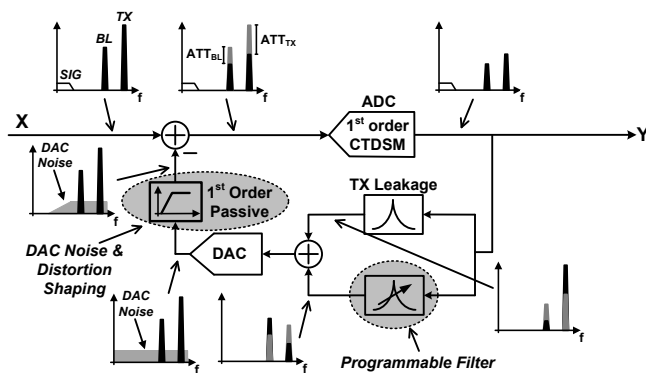 SIG
BL
TX
f
ATT_BL
ATT_TX
f
f
X
ADC
1st order
CTDSM
Y
DAC
Noise
f
–
1st Order
Passive
TX Leakage
DAC Noise &
Distortion
Shaping
DAC
DAC
Noise
f
f
f
Programmable Filter